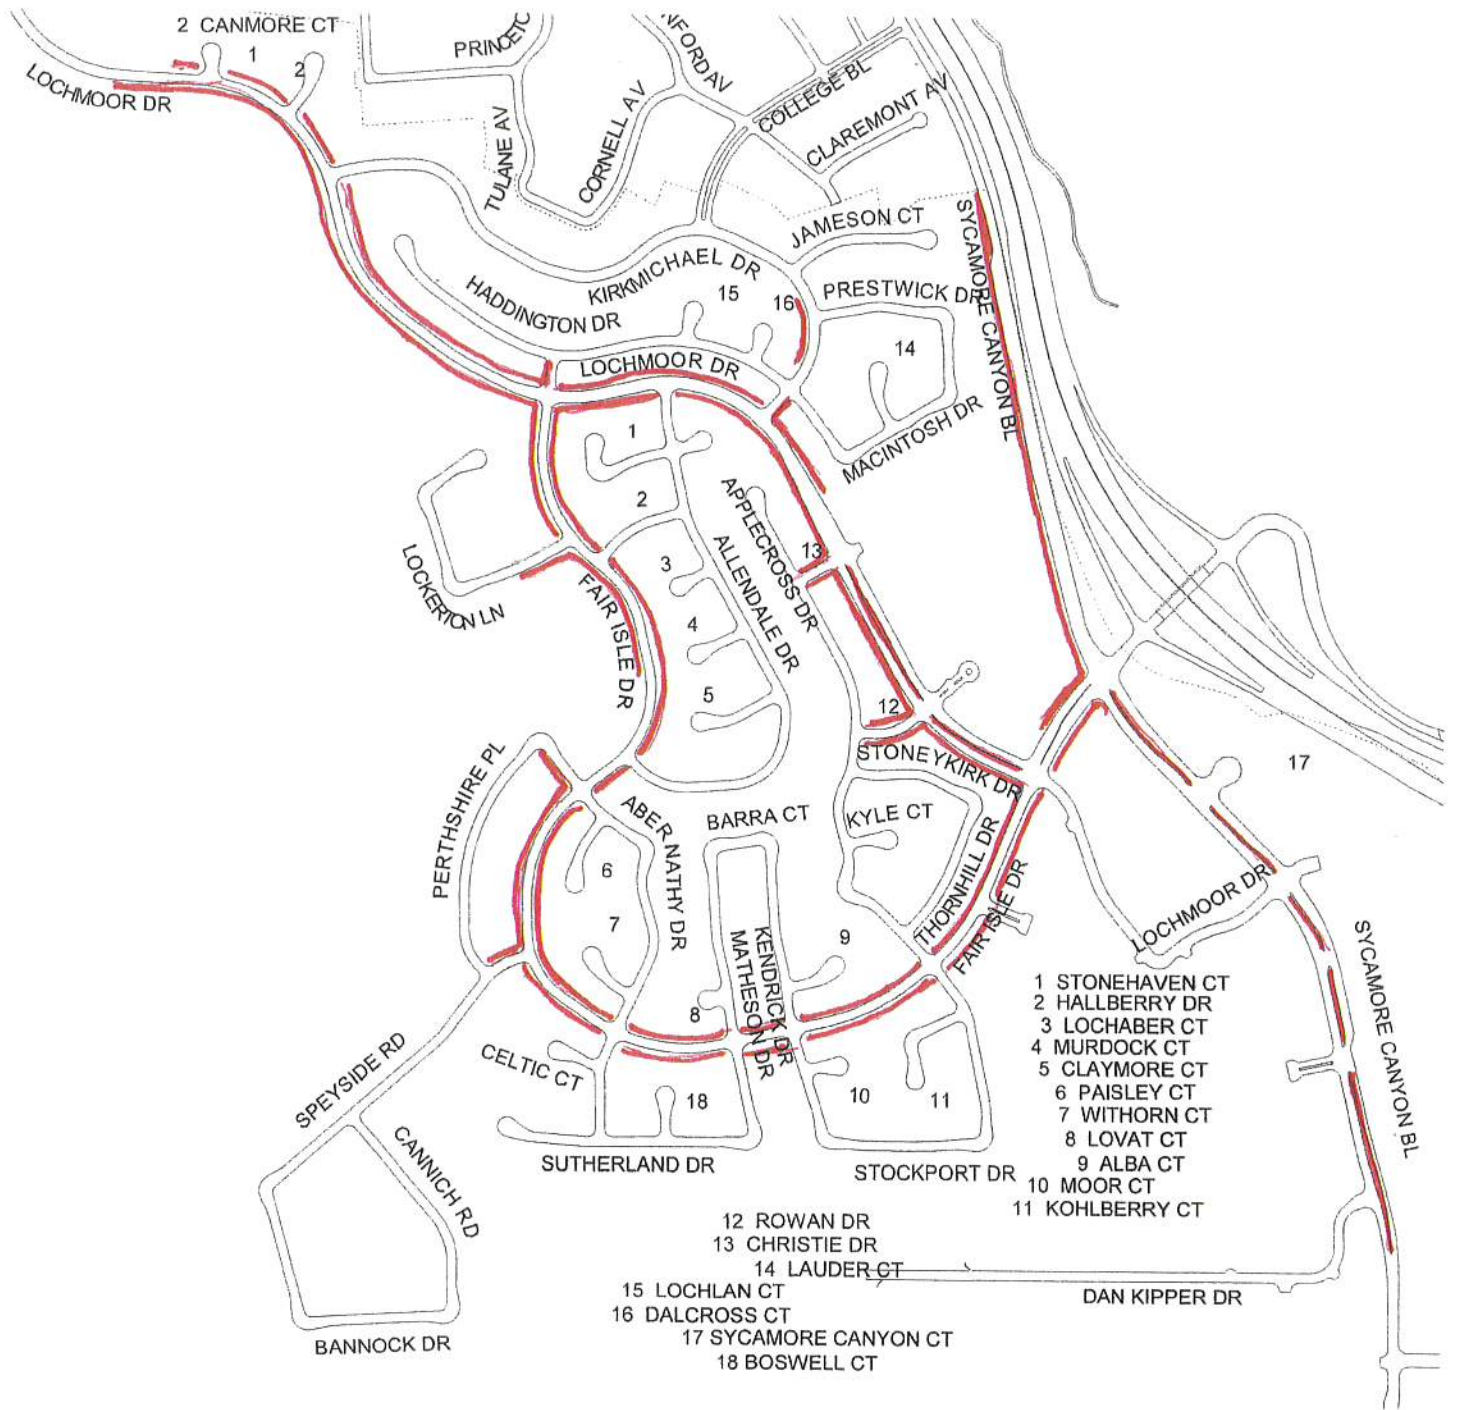 2 CANMORE CT
1
2
LOCHMOOR DR
TULANE AV
CORNELL AV
COLLEGE BL
CLAREMONT AV
JAMESON CT
SYCAMORE CANYON BL
KIRKMICHAEL DR
HADDINGTON DR
PRESTWICK DR
15
16
14
LOCHMOOR DR
MACINTOSH DR
1
2
APPLECROSS DR
ALLENDALE DR
13
3
LOCKERTON LN
FAIR ISLE DR
4
5
12
STONEYKIRK DR
17
PERTHSHIRE PL
ABERNATHY DR
BARRA CT
KYLE CT
THORNHILL DR
FAIR ISLE DR
LOCHMOOR DR
6
7
9
KENDRICK DR
MATHESON DR
8
SYCAMORE CANYON BL
SPEYSIDE RD
CELTIC CT
18
10
11
SUTHERLAND DR
STOCKPORT DR
CANNICH RD
BANNOCK DR
1 STONEHAVEN CT
2 HALLBERRY DR
3 LOCHABER CT
4 MURDOCK CT
5 CLAYMORE CT
6 PAISLEY CT
7 WITHORN CT
8 LOVAT CT
9 ALBA CT
10 MOOR CT
11 KOHLBERRY CT
12 ROWAN DR
13 CHRISTIE DR
14 LAUDER CT
15 LOCHLAN CT
16 DALCROSS CT
17 SYCAMORE CANYON CT
18 BOSWELL CT
DAN KIPPER DR